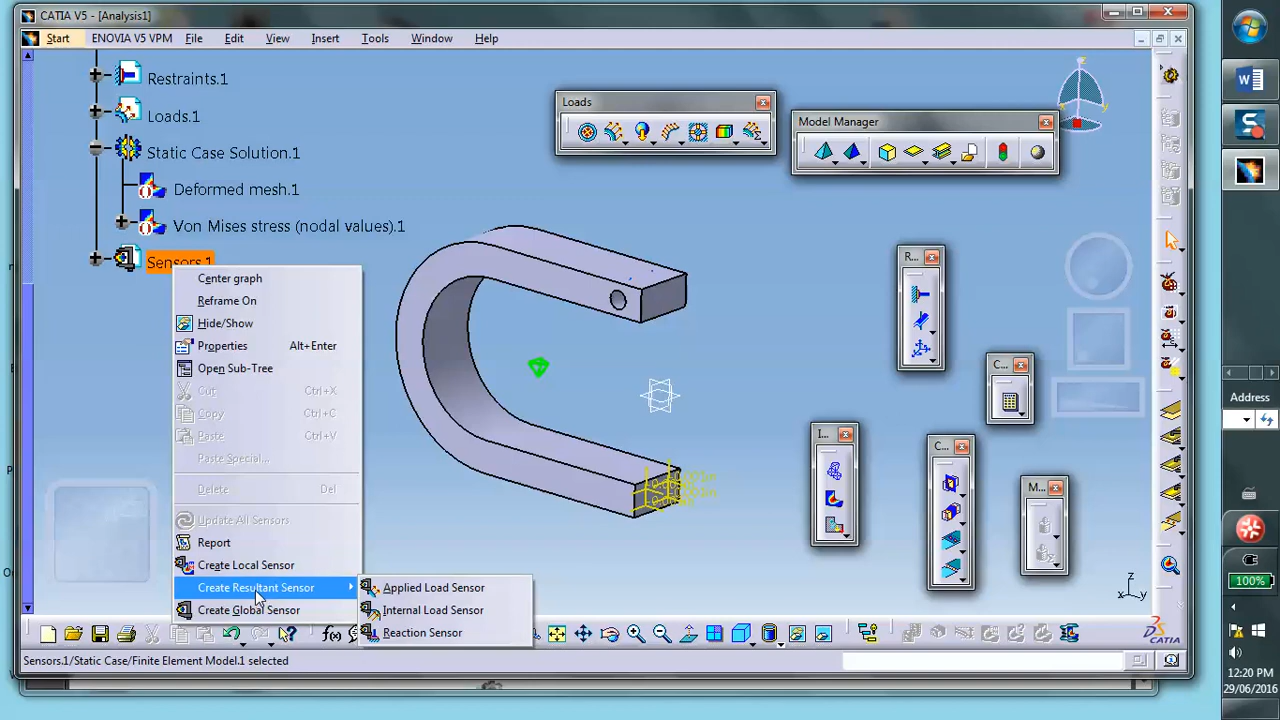 CATIA V5 - [Analysis1]
Start ENOVIA V5 VPM File Edit View Insert Tools Window Help
Restraints.1
Loads.1
Static Case Solution.1
Deformed mesh.1
Von Mises stress (nodal values).1
Sensors.1
Loads
Model Manager
R...
C...
I...
C...
M...
Center graph
Reframe On
Hide/Show
Properties Alt+Enter
Open Sub-Tree
Cut Ctrl+X
Copy Ctrl+C
Paste Ctrl+V
Paste Special...
Delete Del
Update All Sensors
Report
Create Local Sensor
Create Resultant Sensor
Create Global Sensor
Applied Load Sensor
Internal Load Sensor
Reaction Sensor
z
x
y
CATIA
Sensors.1/Static Case/Finite Element Model.1 selected
Address
100%
12:20 PM
29/06/2016